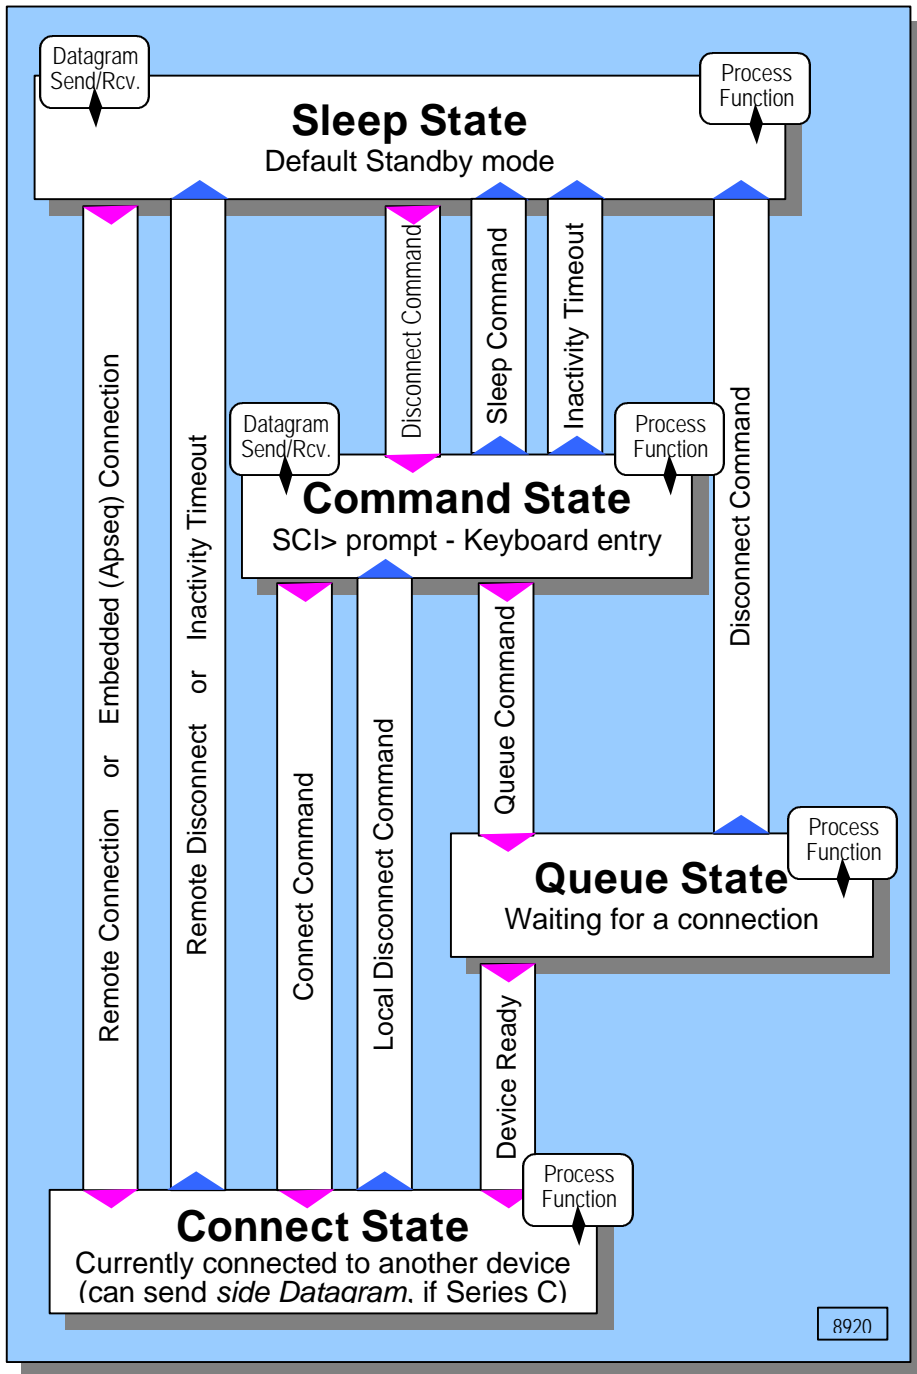 Datagram
Send/Rcv.
Process
Function
Sleep State
Default Standby mode
Remote Connection or Embedded (Apseq) Connection
Remote Disconnect or Inactivity Timeout
Disconnect Command
Sleep Command
Inactivity Timeout
Disconnect Command
Datagram
Send/Rcv.
Process
Function
Command State
SCI> prompt - Keyboard entry
Connect Command
Local Disconnect Command
Queue Command
Process
Function
Queue State
Waiting for a connection
Device Ready
Process
Function
Connect State
Currently connected to another device
(can send side Datagram, if Series C)
8920